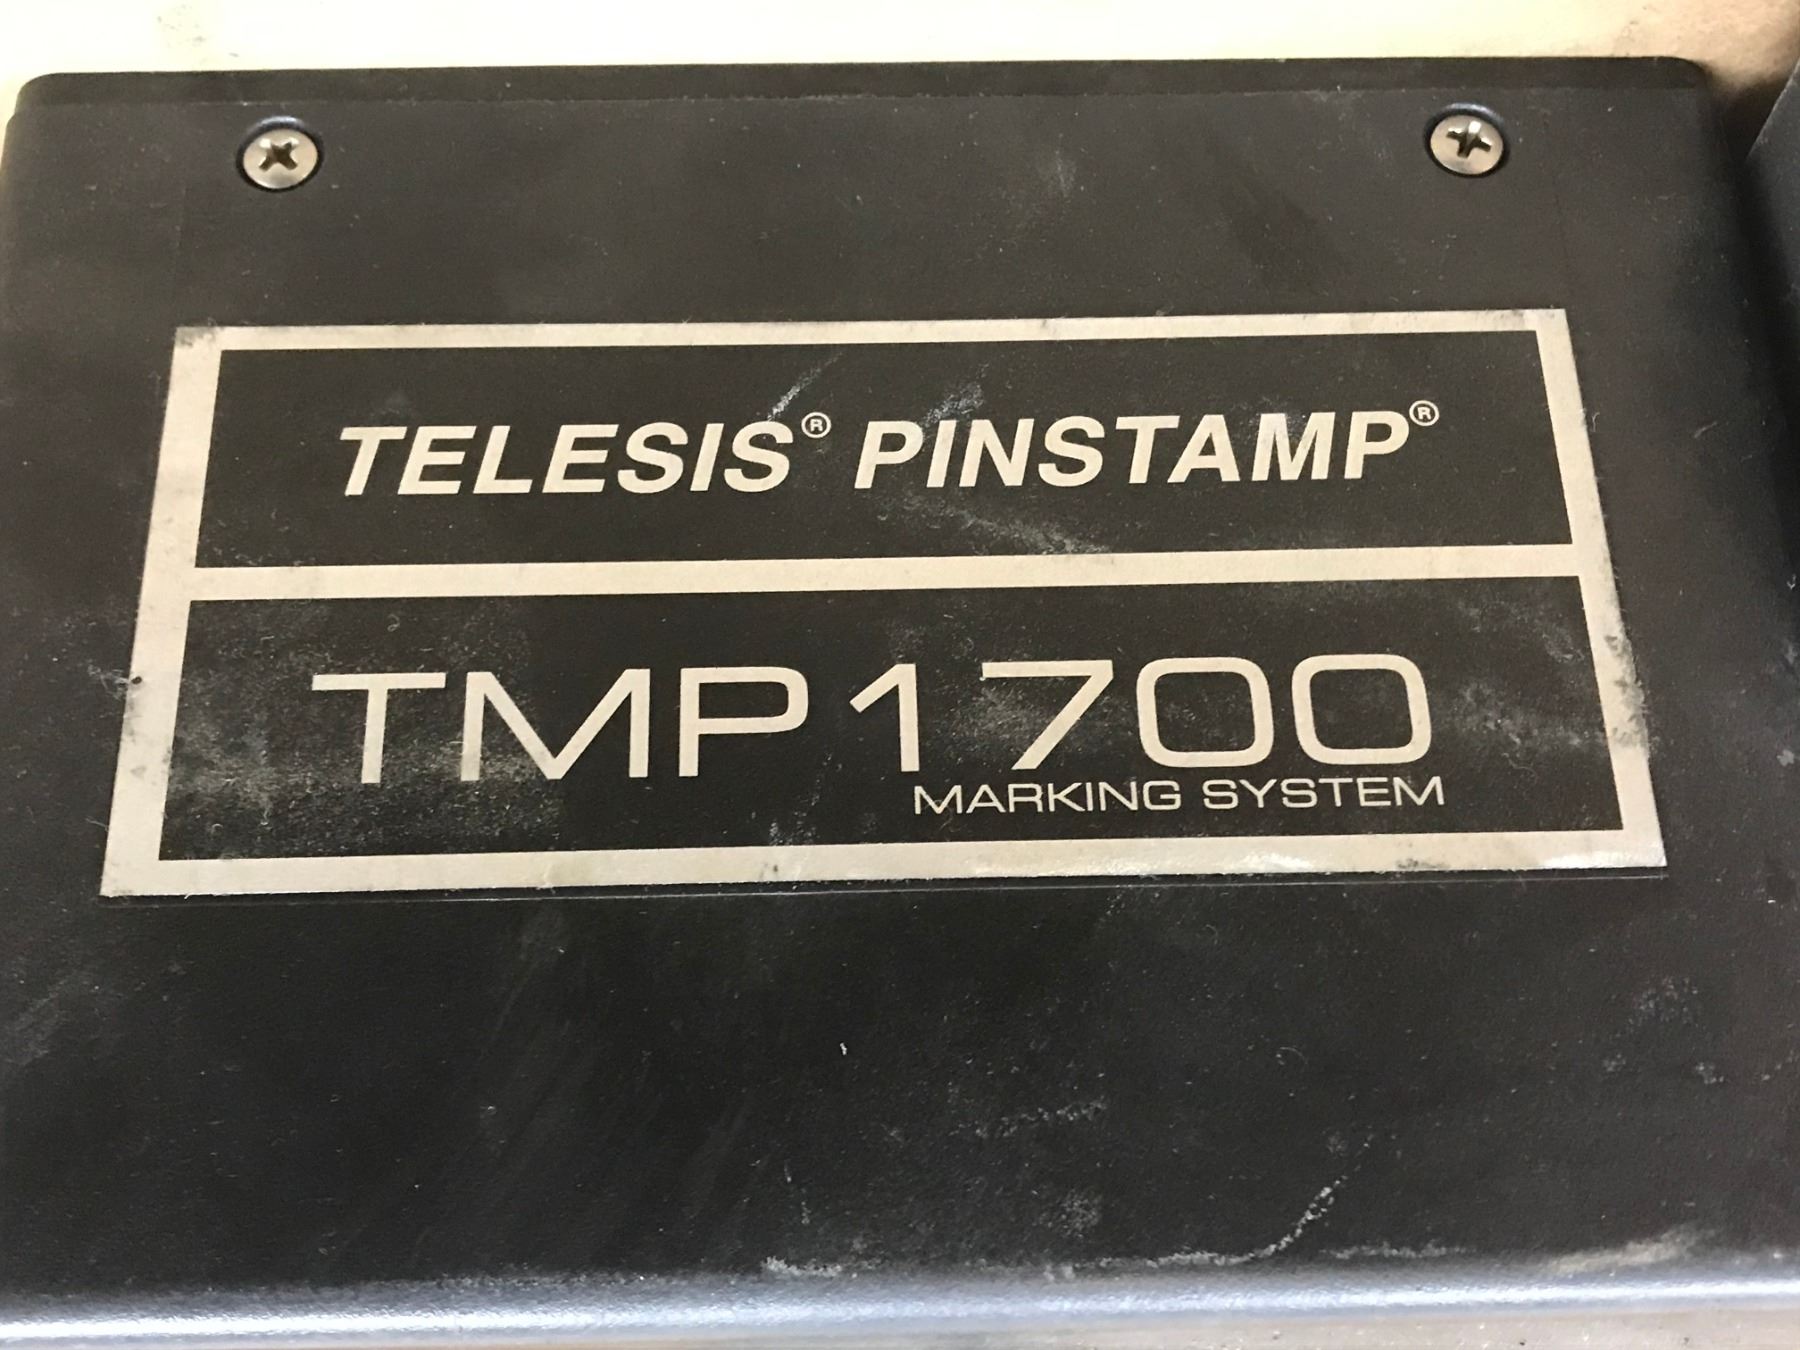 TELESIS® PINSTAMP®
TMP1700
MARKING SYSTEM